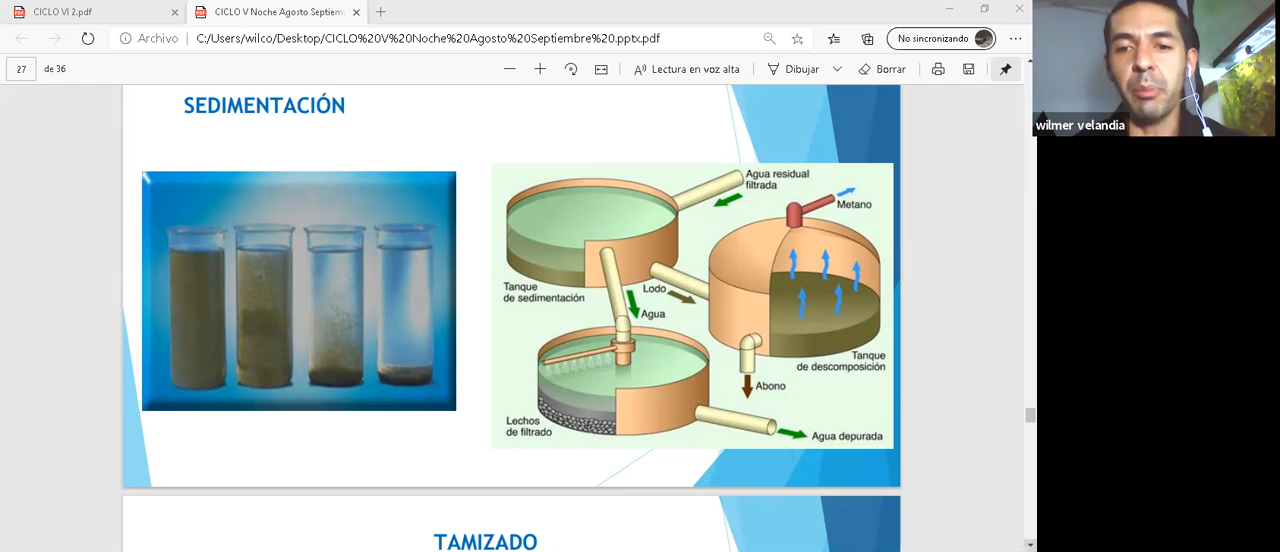 CICLO VI 2.pdf
CICLO V Noche Agosto Septiem
Archivo
C:/Users/wilco/Desktop/CICLO%20V%20Noche%20Agosto%20Septiembre%20.pptx.pdf
No sincronizando
27
de 36
Lectura en voz alta
Dibujar
Borrar
wilmer velandia
SEDIMENTACIÓN
Agua residual
filtrada
Metano
Tanque
de sedimentación
Lodo
Agua
Tanque
de descomposición
Abono
Lechos
de filtrado
Agua depurada
TAMIZADO